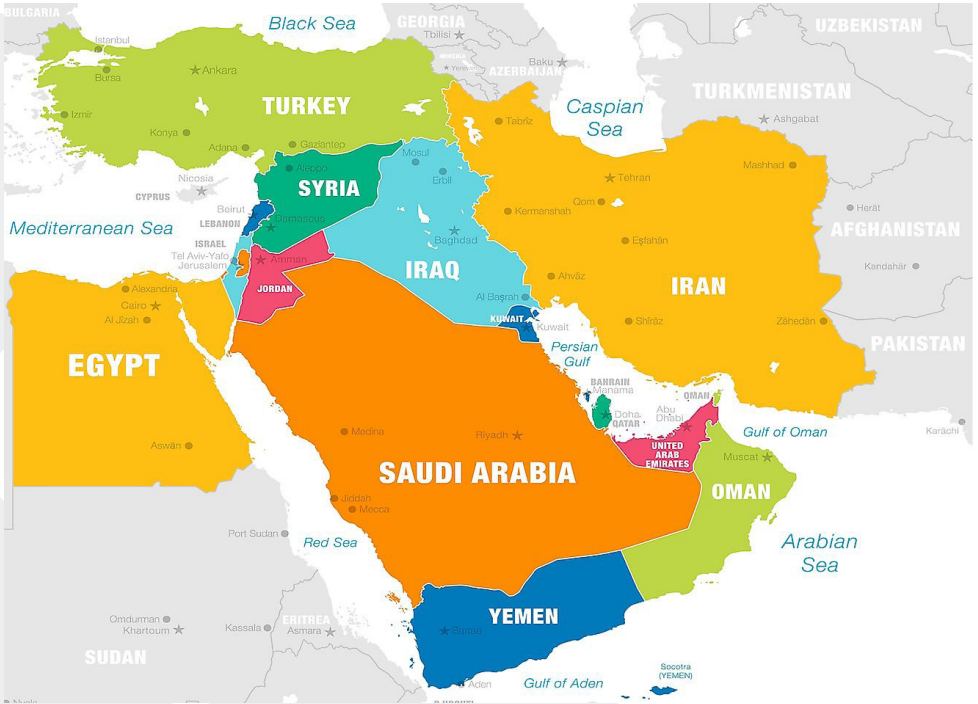 BULGARIA
Black Sea
GEORGIA
Tbilisi
UZBEKISTAN
Istanbul
Bursa
Ankara
Yerevan
Baku
AZERBAIJAN
TURKMENISTAN
Ashgabat
TURKEY
Caspian
Sea
Izmir
Konya
Adana
Gaziantep
Tabriz
Mosul
Erbil
Aleppo
SYRIA
Nicosia
CYPRUS
Tehran
Qom
Mashhad
Beirut
LEBANON
Damascus
Kermanshah
Herāt
Mediterranean Sea
AFGHANISTAN
Baghdad
Eşfahān
ISRAEL
Tel Aviv-Yafo
Jerusalem
Amman
IRAQ
Ahvāz
IRAN
Kandahār
JORDAN
Alexandria
Cairo
Al Jīzah
Al Başrah
KUWAIT
Kuwait
Shīrāz
Zāhedān
PAKISTAN
EGYPT
Persian
Gulf
BAHRAIN
Manama
OMAN
Doha
QATAR
Abu
Dhabi
Karāchi
Gulf of Oman
Medina
Riyadh
UNITED
ARAB
EMIRATES
Muscat
Aswān
SAUDI ARABIA
OMAN
Jiddah
Mecca
Port Sudan
Red Sea
Arabian
Sea
Omdurman
Khartoum
Kassala
ERITREA
Asmara
YEMEN
Sanaa
SUDAN
Socotra
(YEMEN)
Aden
Gulf of Aden